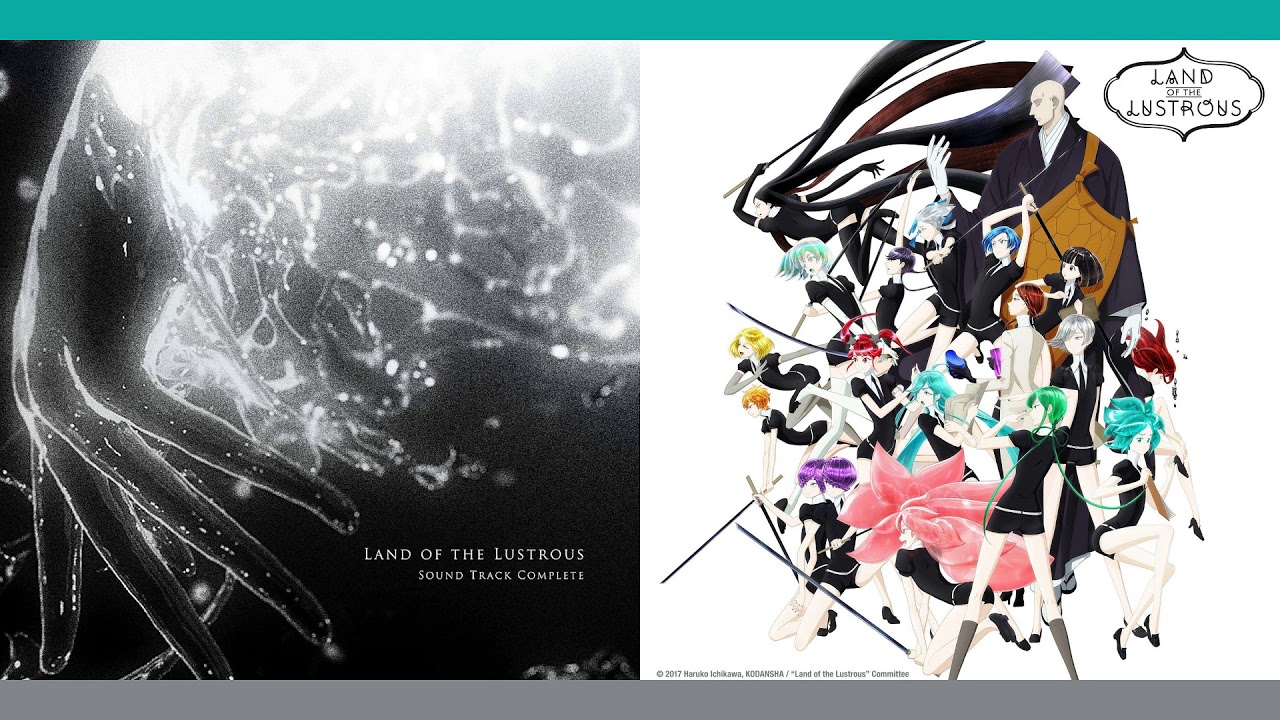 LAND OF THE LUSTROUS
SOUND TRACK COMPLETE
LAND
OF THE
LUSTROUS
© 2017 Haruko Ichikawa, KODANSHA / “Land of the Lustrous” Committee